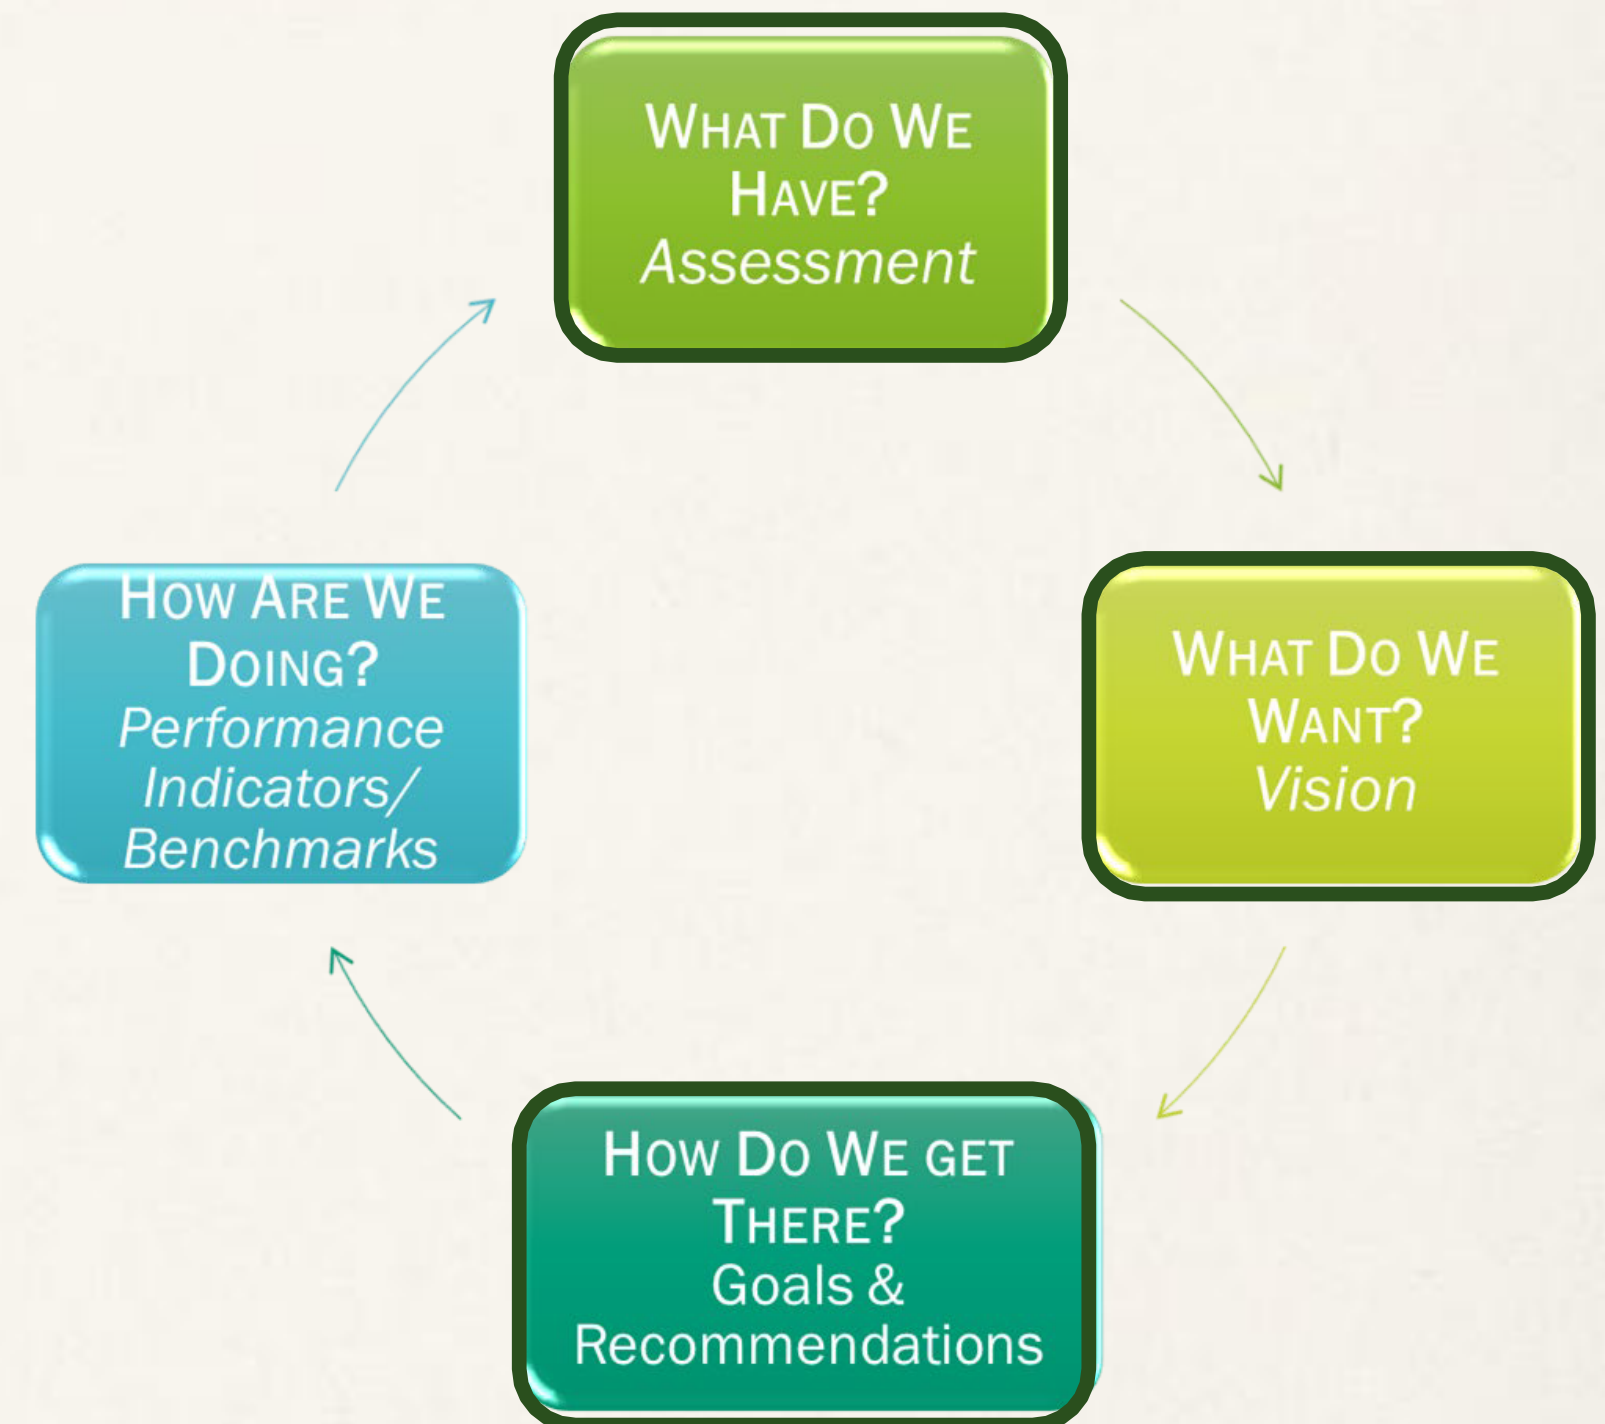 WHAT DO WE
HAVE?
Assessment
WHAT DO WE
WANT?
Vision
HOW DO WE GET
THERE?
Goals &
Recommendations
HOW ARE WE
DOING?
Performance
Indicators/
Benchmarks